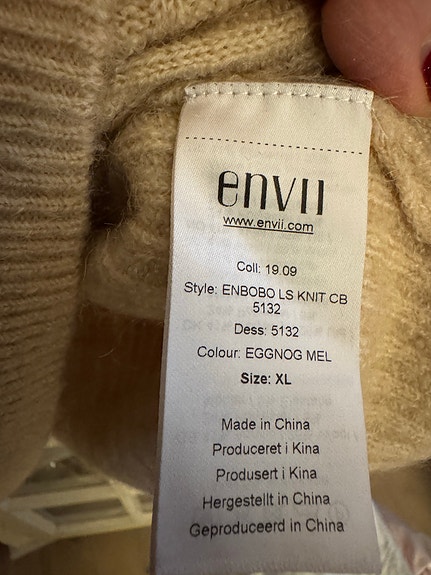 envii
www.envii.com
Coll: 19.09
Style: ENBOBO LS KNIT CB
5132
Dess: 5132
Colour: EGGNOG MEL
Size: XL
Made in China
Produceret i Kina
Produsert i Kina
Hergestellt in China
Geproduceerd in China